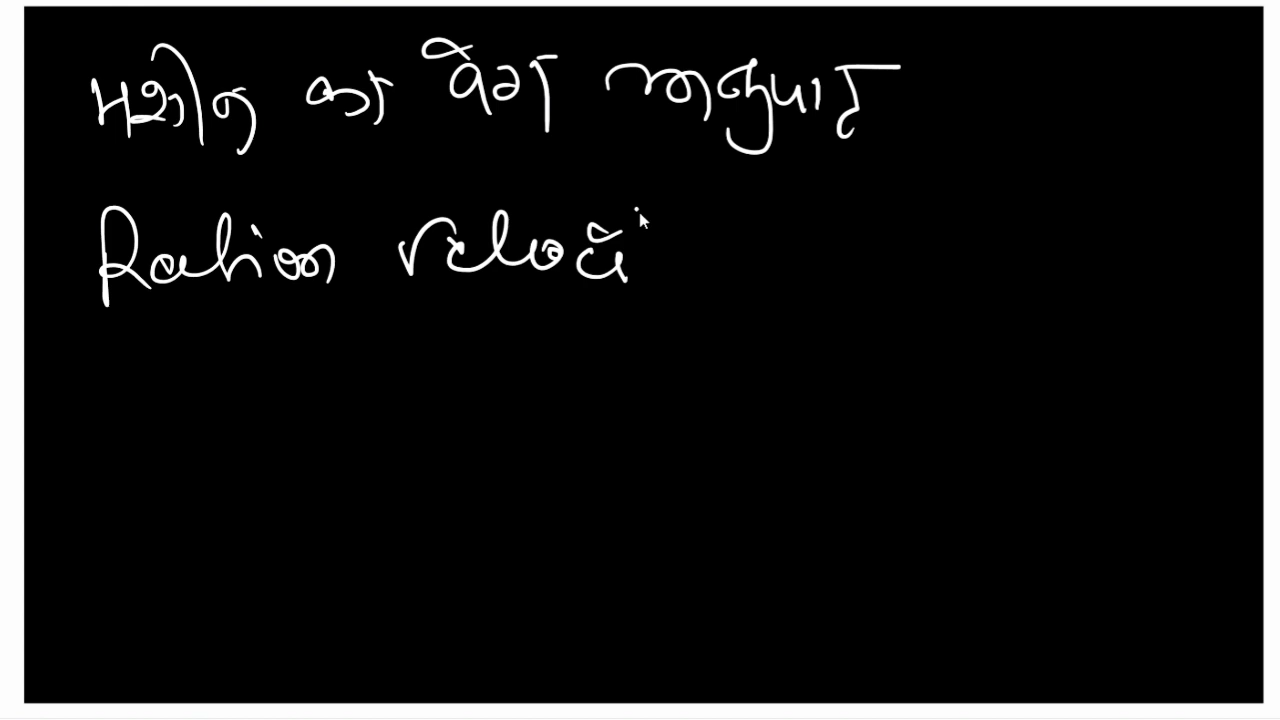 मशीन का वेग अनुपात
Ration veloci